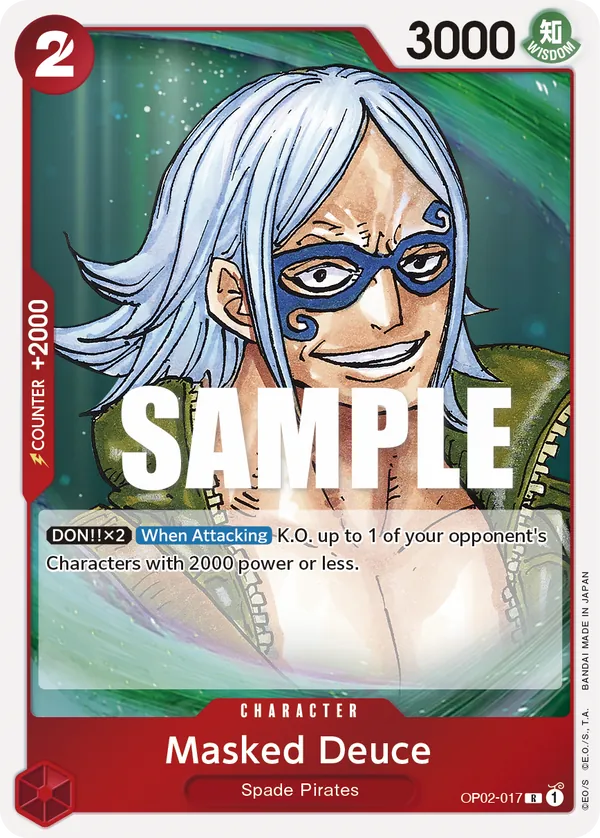 2
3000
知
WISDOM
COUNTER +2000
SAMPLE
DON!!×2 When Attacking K.O. up to 1 of your opponent's
Characters with 2000 power or less.
CHARACTER
Masked Deuce
Spade Pirates
OP02-017 R 1
©EO/S ©E.O./S., T.A. BANDAI MADE IN JAPAN